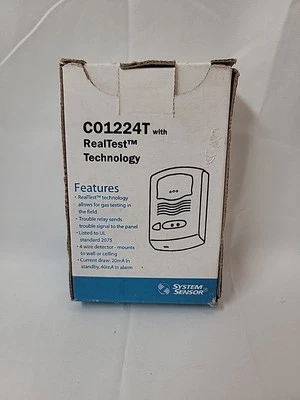 CO1224T with
RealTest™
Technology
Features
• RealTest™ technology
allows for gas testing in
the field
• Trouble relay sends
trouble signal to the panel
• Listed to UL
standard 2075
• 4 wire detector - mounts
to wall or ceiling
• Current draw: 20mA in
standby, 40mA in alarm
SYSTEM
SENSOR